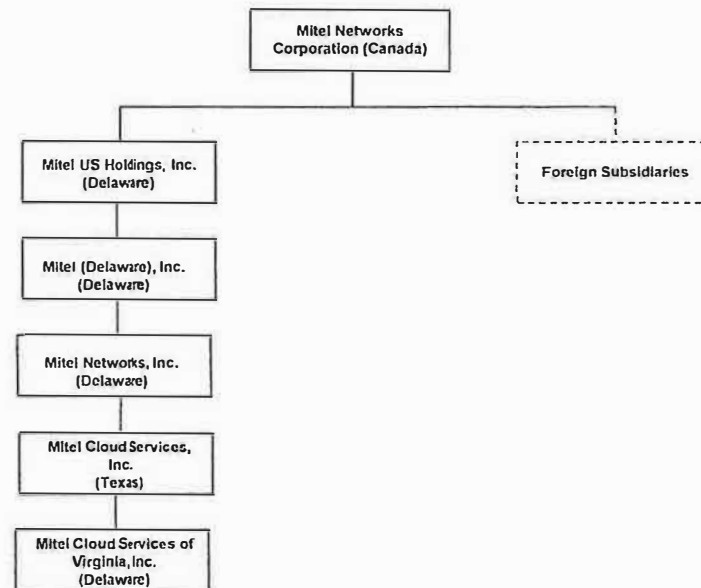 Mitel Networks
Corporation (Canada)
Mitel US Holdings, Inc.
(Delaware)
Foreign Subsidiaries
Mitel (Delaware), Inc.
(Delaware)
Mitel Networks, Inc.
(Delaware)
Mitel Cloud Services,
Inc.
(Texas)
Mitel Cloud Services of
Virginia, Inc.
(Delaware)